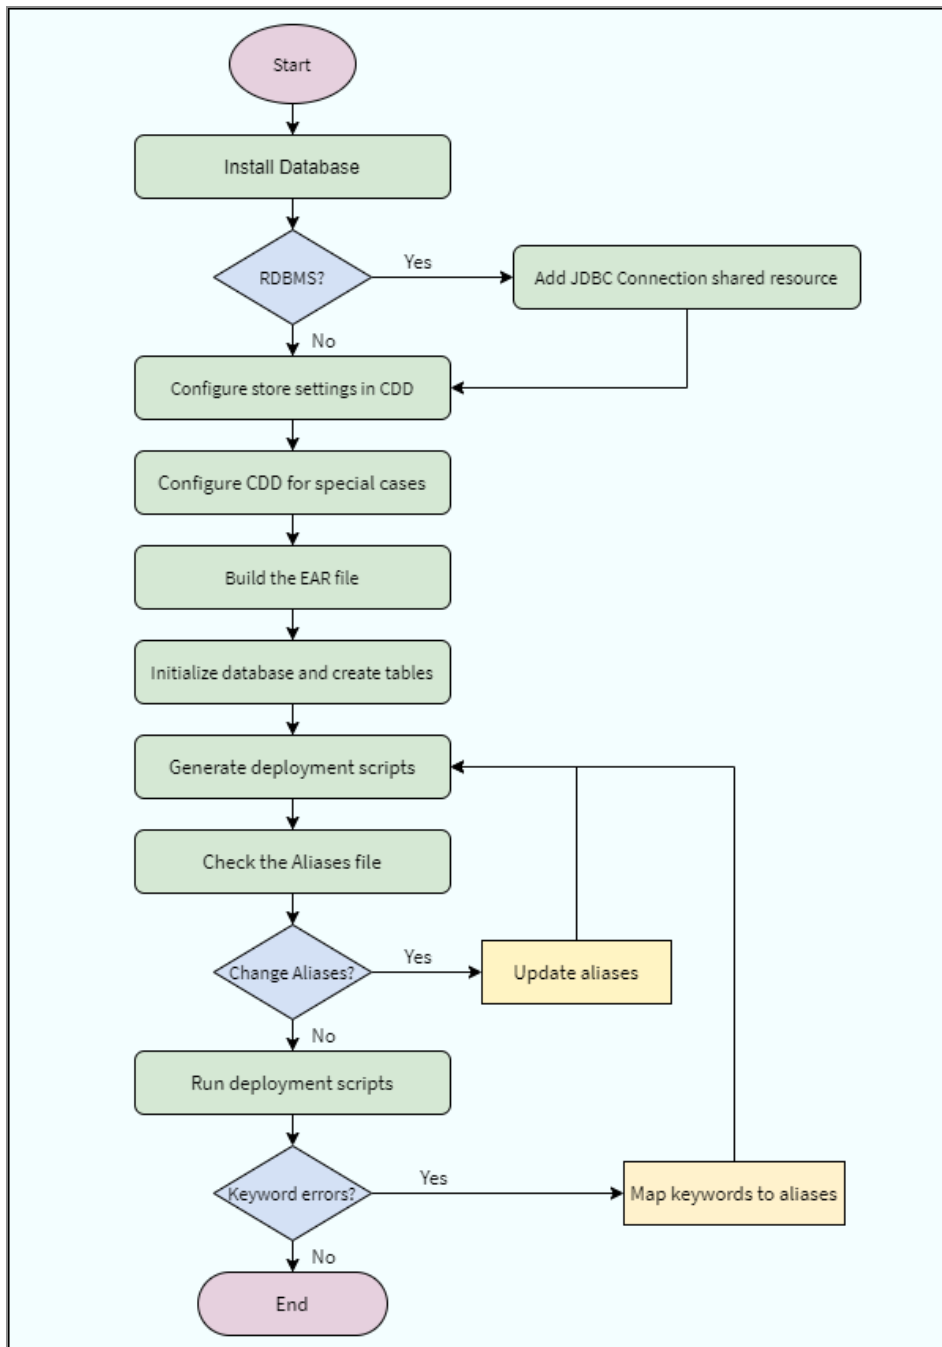 Start
Install Database
RDBMS?
Yes
Add JDBC Connection shared resource
No
Configure store settings in CDD
Configure CDD for special cases
Build the EAR file
Initialize database and create tables
Generate deployment scripts
Check the Aliases file
Change Aliases?
Yes
Update aliases
No
Run deployment scripts
Keyword errors?
Yes
Map keywords to aliases
No
End